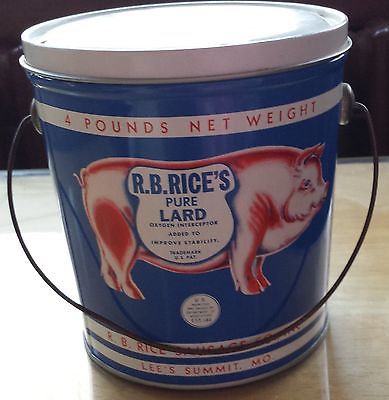 4 POUNDS NET WEIGHT
R.B. RICE'S
PURE
LARD
OXYGEN INTERCEPTOR
ADDED TO
IMPROVE STABILITY.
TRADEMARK
U.S. PAT.
U.S.
R. B. RICE SAUSAGE
LEE'S SUMMIT, MO.